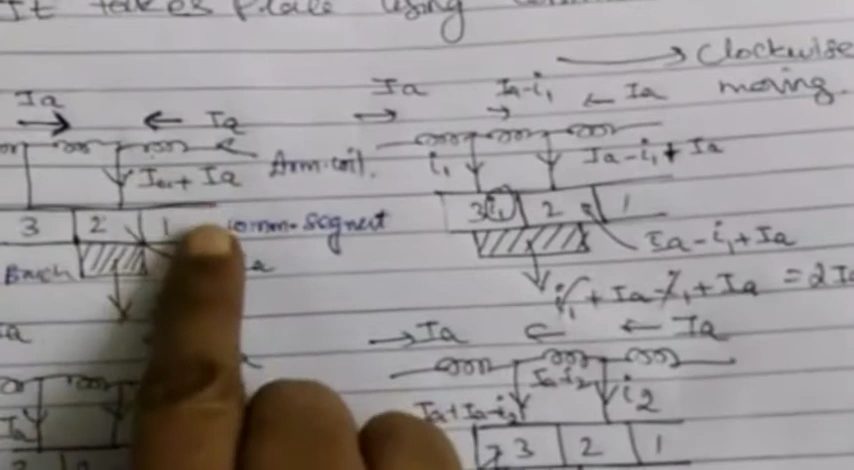 It takes place using
→ Clockwise
moving.
Ia Ia
Arm.coil.
Ia + Ia
3 2 1
comm-segment
Brush
Ia Ia-i₁ Ia
i₁ Ia-i₁+Ia
3 i₁ 2 1
Ia-i₁+Ia
i₁+Ia-i₁+Ia = 2Ia
Ia Ia
Ia-i₂ i₂
Ia+Ia-i₂
3 2 1